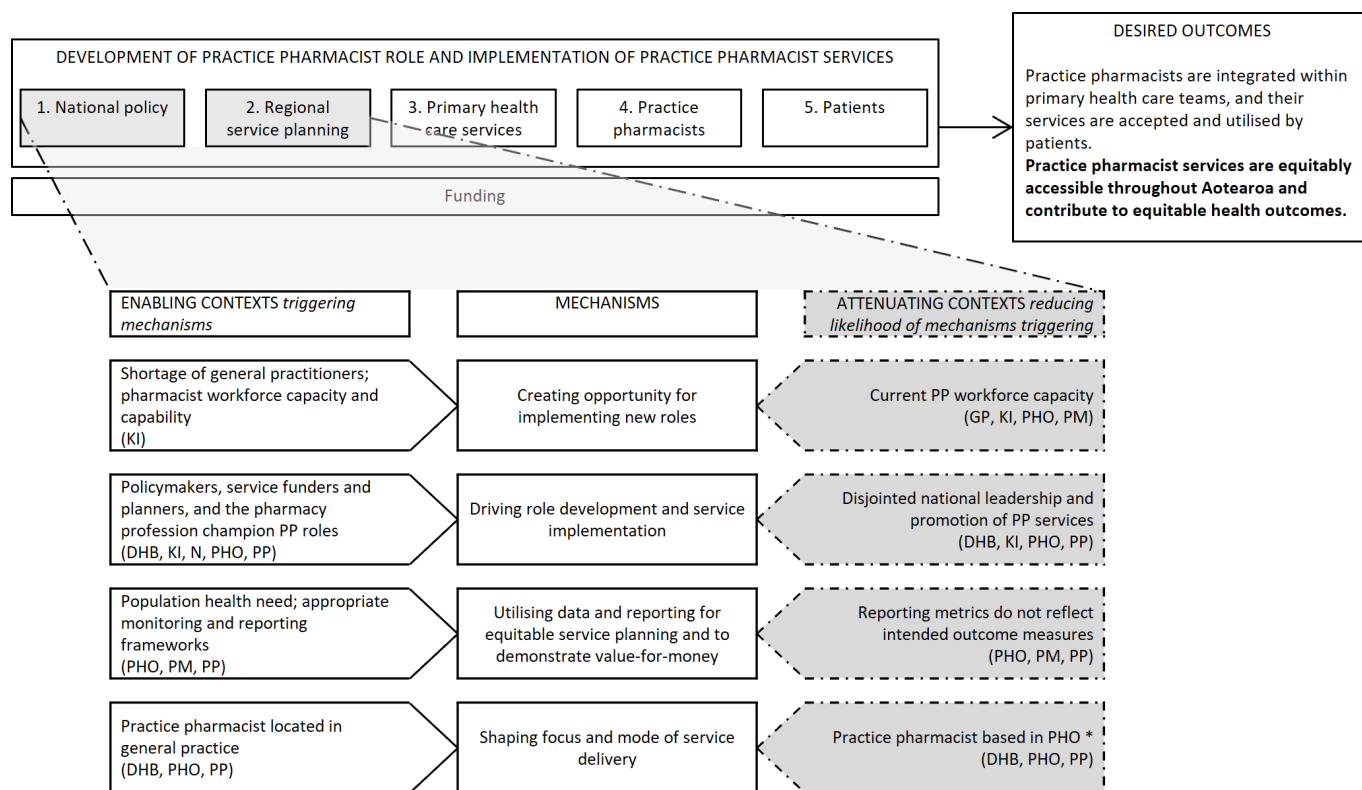 DEVELOPMENT OF PRACTICE PHARMACIST ROLE AND IMPLEMENTATION OF PRACTICE PHARMACIST SERVICES
1. National policy
2. Regional
service planning
3. Primary health
care services
4. Practice
pharmacists
5. Patients
Funding
DESIRED OUTCOMES
Practice pharmacists are integrated within
primary health care teams, and their
services are accepted and utilised by
patients.
Practice pharmacist services are equitably
accessible throughout Aotearoa and
contribute to equitable health outcomes.
ENABLING CONTEXTS triggering
mechanisms
MECHANISMS
ATTENUATING CONTEXTS reducing
likelihood of mechanisms triggering
Shortage of general practitioners;
pharmacist workforce capacity and
capability
(KI)
Creating opportunity for
implementing new roles
Current PP workforce capacity
(GP, KI, PHO, PM)
Policymakers, service funders and
planners, and the pharmacy
profession champion PP roles
(DHB, KI, N, PHO, PP)
Driving role development and service
implementation
Disjointed national leadership and
promotion of PP services
(DHB, KI, PHO, PP)
Population health need; appropriate
monitoring and reporting
frameworks
(PHO, PM, PP)
Utilising data and reporting for
equitable service planning and to
demonstrate value-for-money
Reporting metrics do not reflect
intended outcome measures
(PHO, PM, PP)
Practice pharmacist located in
general practice
(DHB, PHO, PP)
Shaping focus and mode of service
delivery
Practice pharmacist based in PHO *
(DHB, PHO, PP)